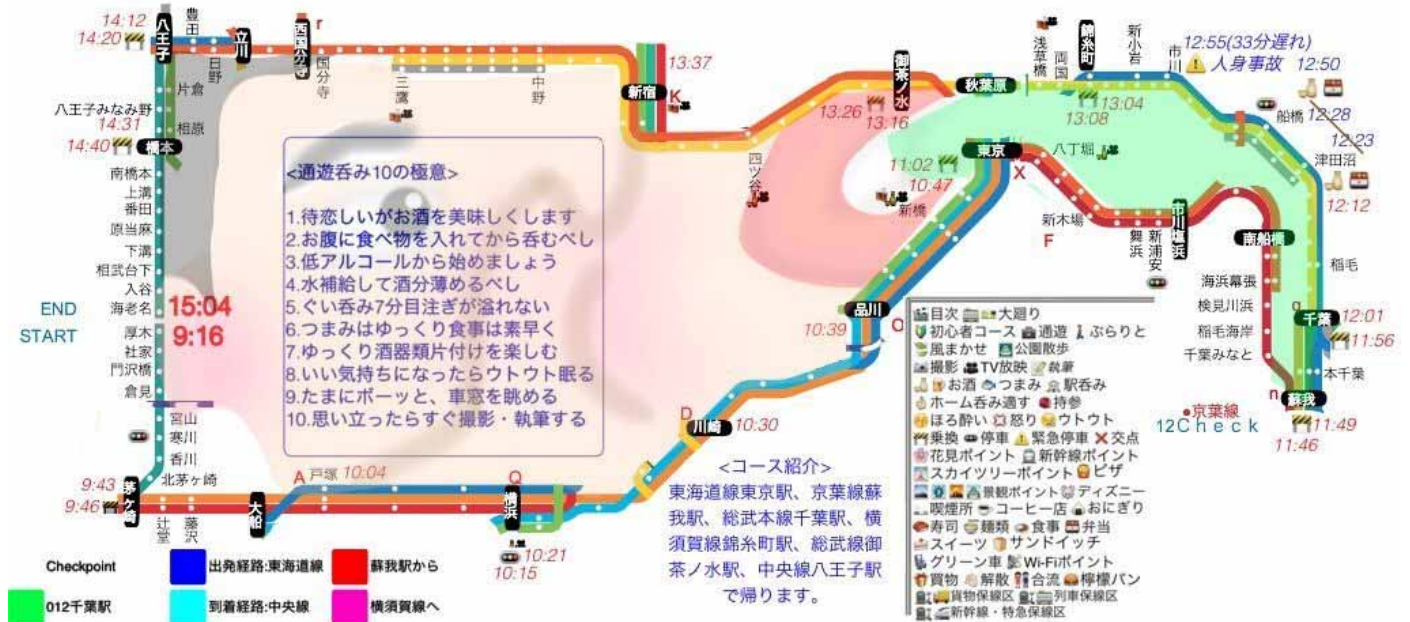 14:12
14:20
八王子
豊田
日野
立川
西国分寺
r
国分寺
三鷹
中野
新宿
13:37
K
四ツ谷
御茶ノ水
13:26
13:16
秋葉原
浅草橋
両国
錦糸町
13:04
13:08
新小岩
市川
12:55(33分遅れ)
人身事故 12:50
船橋
12:28
12:23
津田沼
12:12
稲毛
千葉
12:01
11:56
本千葉
蘇我
n
11:49
11:46
京葉線
12Check
片倉
八王子みなみ野
14:31
相原
14:40
橋本
南橋本
上溝
番田
原当麻
下溝
相武台下
入谷
END
海老名
15:04
START
厚木
9:16
社家
門沢橋
倉見
宮山
寒川
香川
北茅ヶ崎
9:43
9:46
茅ヶ崎
辻堂
藤沢
大船
A
戸塚 10:04
Q
横浜
10:21
10:15
D
川崎
10:30
品川
10:39
O
新橋
11:02
10.47
東京
X
八丁堀
新木場
F
舞浜
新浦安
市川塩浜
南船橋
海浜幕張
検見川浜
稲毛海岸
千葉みなと
<通遊呑み10の極意>
1.待恋しいがお酒を美味しくします
2.お腹に食べ物を入れてから呑むべし
3.低アルコールから始めましょう
4.水補給して酒分薄めるべし
5.ぐい呑み7分目注ぎが溢れない
6.つまみはゆっくり食事は素早く
7.ゆっくり酒器類片付けを楽しむ
8.いい気持ちになったらウトウト眠る
9.たまにボーッと、車窓を眺める
10.思い立ったらすぐ撮影・執筆する
<コース紹介>
東海道線東京駅、京葉線蘇
我駅、総武本線千葉駅、横
須賀線錦糸町駅、総武線御
茶ノ水駅、中央線八王子駅
で帰ります。
目次 大廻り
初心者コース 通遊 ぶらりと
風まかせ 公園散歩
撮影 TV放映 執筆
お酒 つまみ 駅呑み
ホーム呑み適す 持参
ほろ酔い 怒り ウトウト
乗換 停車 緊急停車 交点
花見ポイント 新幹線ポイント
スカイツリーポイント ピザ
景観ポイント ディズニー
喫煙所 コーヒー店 おにぎり
寿司 麺類 食事 弁当
スイーツ サンドイッチ
グリーン車 Wi-Fiポイント
買物 解散 合流 檸檬パン
貨物保線区 列車保線区
新幹線・特急保線区
Checkpoint
出発経路:東海道線
蘇我駅から
012千葉駅
到着経路:中央線
横須賀線へ